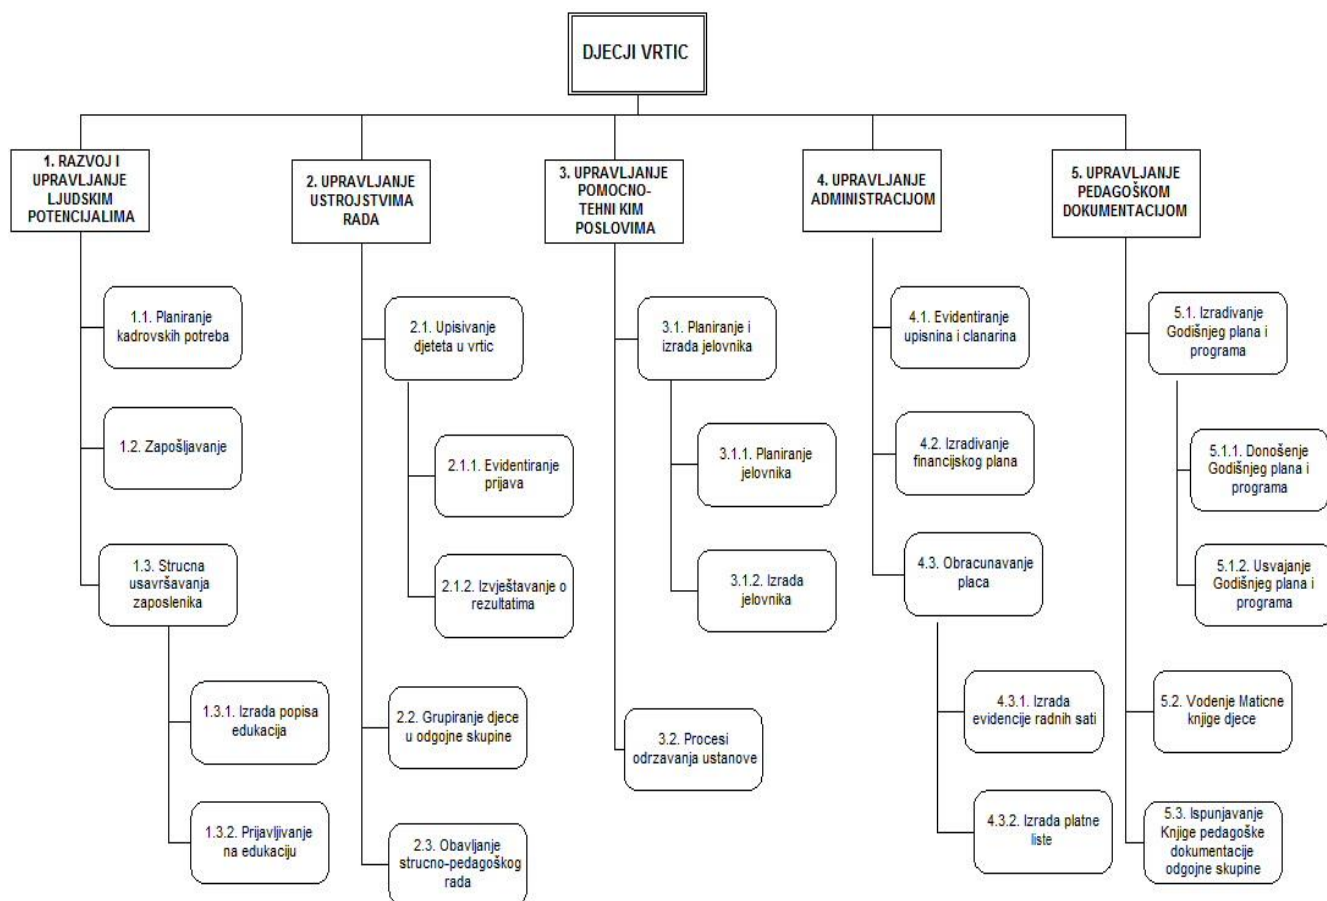 DJECJI VRTIC
1. RAZVOJ I
UPRAVLJANJE
LJUDSKIM
POTENCIJALIMA
1.1. Planiranje
kadrovskih potreba
1.2. Zapošljavanje
1.3. Strucna
usavršavanja
zaposlenika
1.3.1. Izrada popisa
edukacija
1.3.2. Prijavljivanje
na edukaciju
2. UPRAVLJANJE
USTROJSTVIMA
RADA
2.1. Upisivanje
djeteta u vrtic
2.1.1. Evidentiranje
prijava
2.1.2. Izvještavanje o
rezultatima
2.2. Grupiranje djece
u odgojne skupine
2.3. Obavljanje
strucno-pedagoškog
rada
3. UPRAVLJANJE
POMOCNO-
TEHNI KIM
POSLOVIMA
3.1. Planiranje i
izrada jelovnika
3.1.1. Planiranje
jelovnika
3.1.2. Izrada
jelovnika
3.2. Procesi
odrzavanja ustanove
4. UPRAVLJANJE
ADMINISTRACIJOM
4.1. Evidentiranje
upisnina i clanarina
4.2. Izradivanje
financijskog plana
4.3. Obracunavanje
placa
4.3.1. Izrada
evidencije radnih sati
4.3.2. Izrada platne
liste
5. UPRAVLJANJE
PEDAGOŠKOM
DOKUMENTACIJOM
5.1. Izradivanje
Godišnjeg plana i
programa
5.1.1. Donošenje
Godišnjeg plana i
programa
5.1.2. Usvajanje
Godišnjeg plana i
programa
5.2. Vodenje Maticne
knjige djece
5.3. Ispunjavanje
Knjige pedagoške
dokumentacije
odgojne skupine